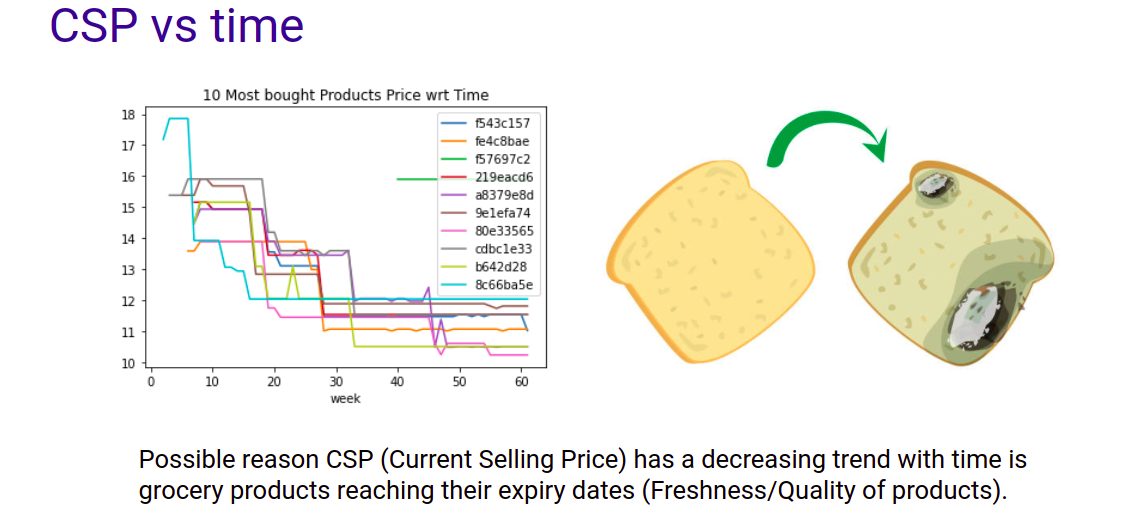 CSP vs time
10 Most bought Products Price wrt Time
18
17
16
15
14
13
12
11
10
f543c157
fe4c8bae
f57697c2
219eacd6
a8379e8d
9e1efa74
80e33565
cdbc1e33
b642d28
8c66ba5e
0 10 20 30 40 50 60
week
Possible reason CSP (Current Selling Price) has a decreasing trend with time is
grocery products reaching their expiry dates (Freshness/Quality of products).